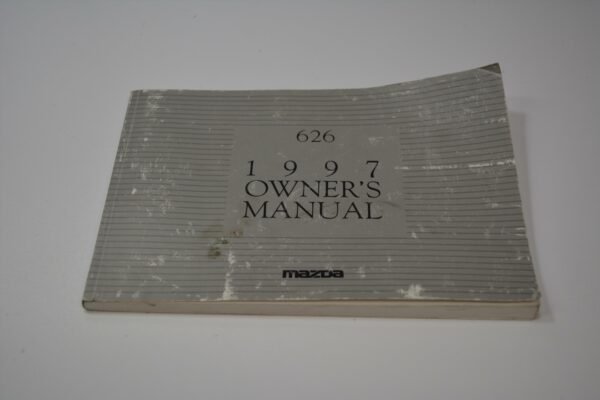 626
1997
OWNER'S
MANUAL
mazda